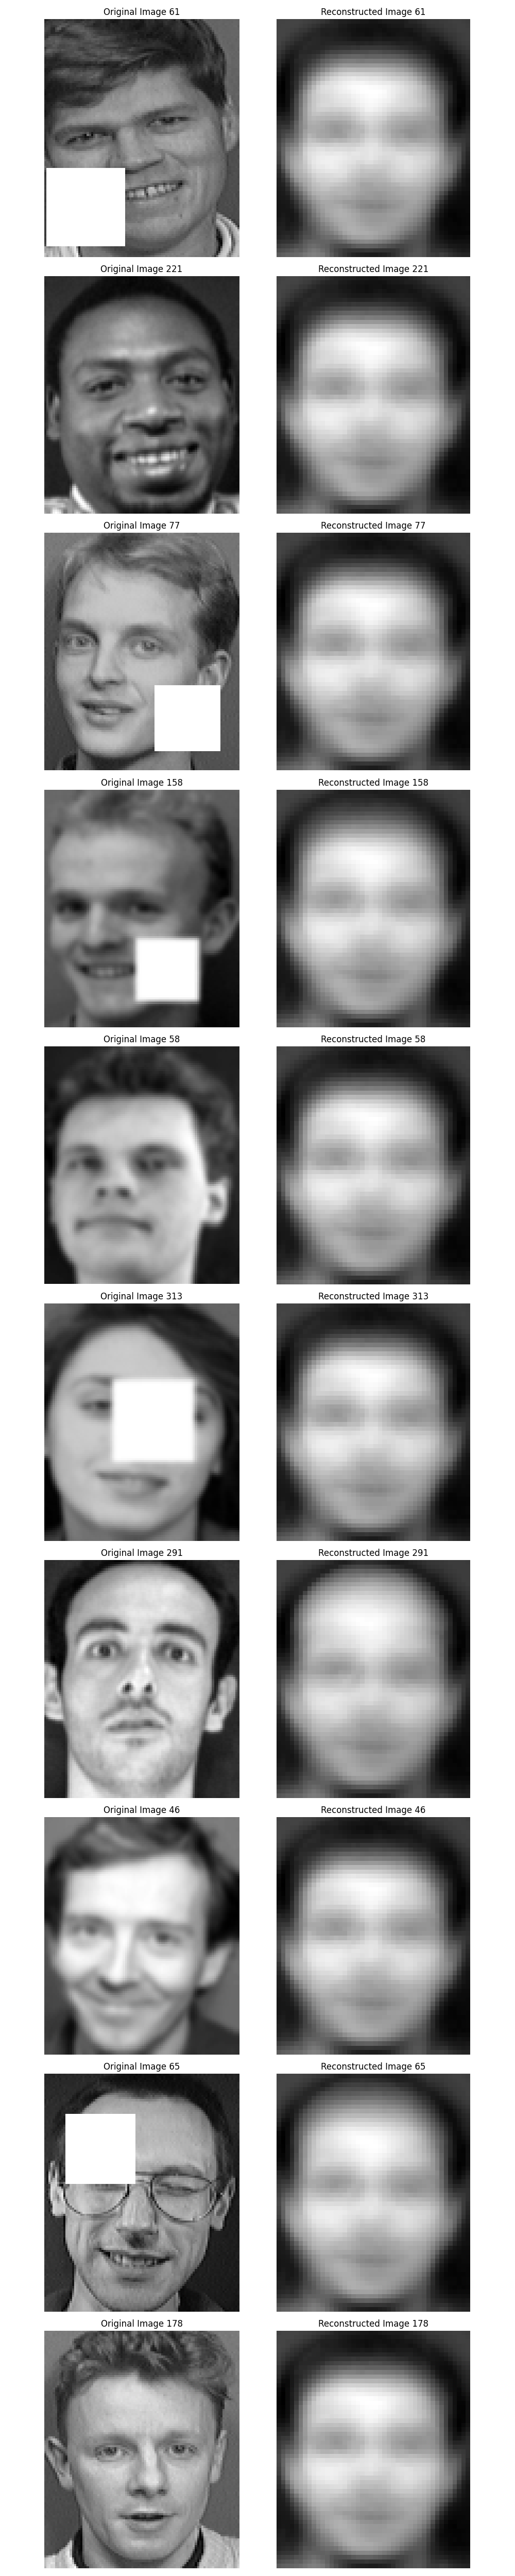 Original Image 61 Reconstructed Image 61
Original Image 221 Reconstructed Image 221
Original Image 77 Reconstructed Image 77
Original Image 158 Reconstructed Image 158
Original Image 58 Reconstructed Image 58
Original Image 313 Reconstructed Image 313
Original Image 291 Reconstructed Image 291
Original Image 46 Reconstructed Image 46
Original Image 65 Reconstructed Image 65
Original Image 178 Reconstructed Image 178